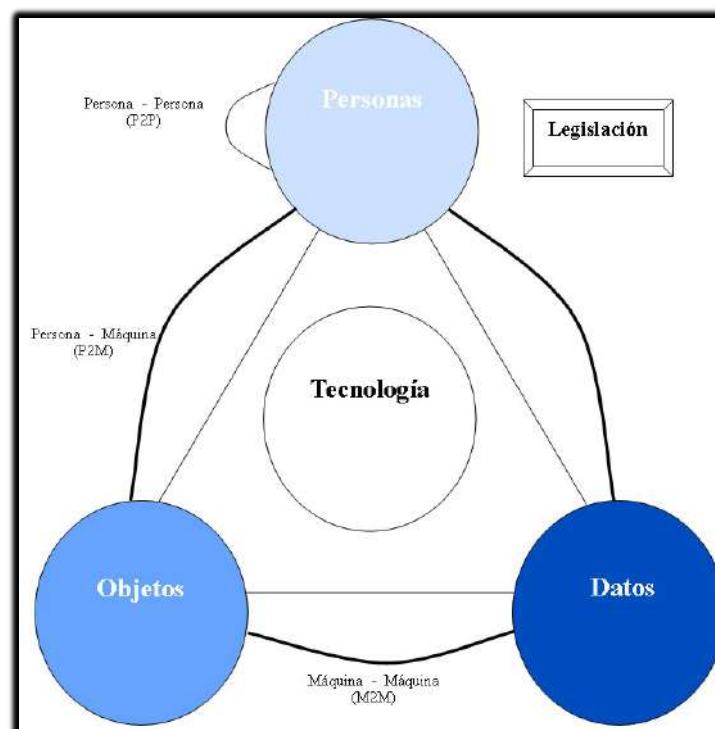 Personas
Persona - Persona
(P2P)
Legislación
Persona - Máquina
(P2M)
Tecnología
Objetos
Datos
Máquina - Máquina
(M2M)